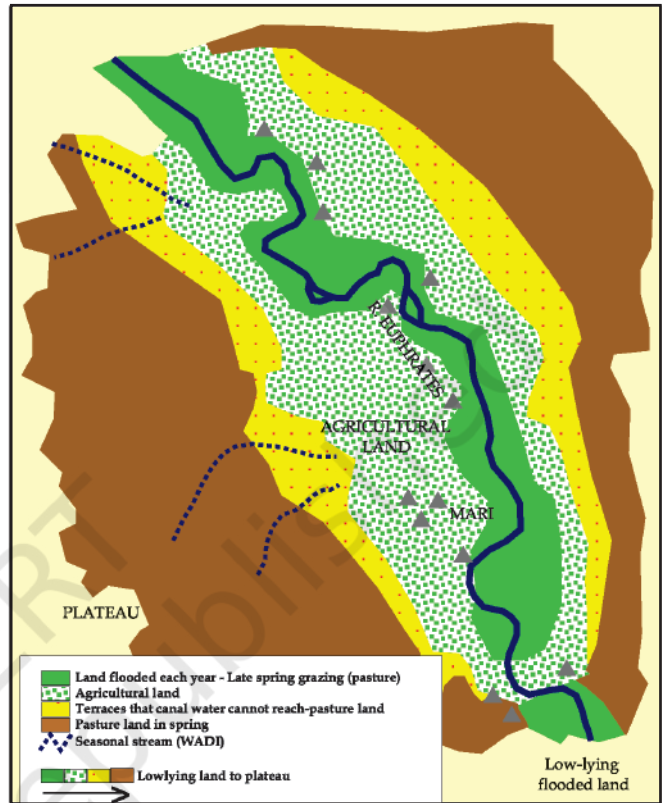 R. EUPHRATES
AGRICULTURAL
LAND
MARI
PLATEAU
Land flooded each year - Late spring grazing (pasture)
Agricultural land
Terraces that canal water cannot reach-pasture land
Pasture land in spring
Seasonal stream (WADI)
Lowlying land to plateau
Low-lying
flooded land